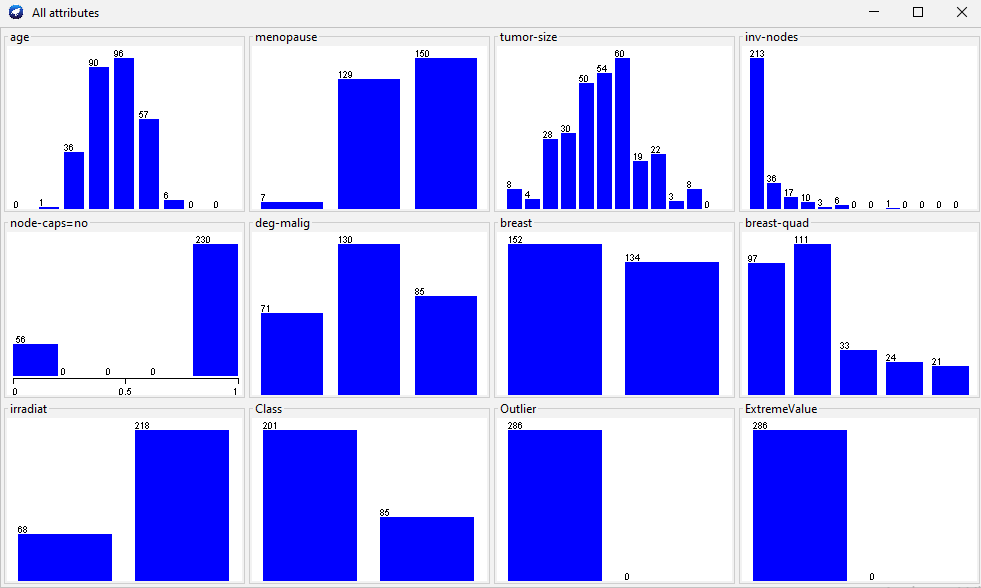 All attributes
age
0 1 36 90 96 57 6 0 0
menopause
7 129 150
tumor-size
8 4 28 30 50 54 60 19 22 3 8 0
inv-nodes
213 36 17 10 3 6 0 0 1 0 0 0 0
node-caps=no
56 0 0 0 230
0 0.5 1
deg-malig
71 130 85
breast
152 134
breast-quad
97 111 33 24 21
irradiat
68 218
Class
201 85
Outlier
286 0
ExtremeValue
286 0